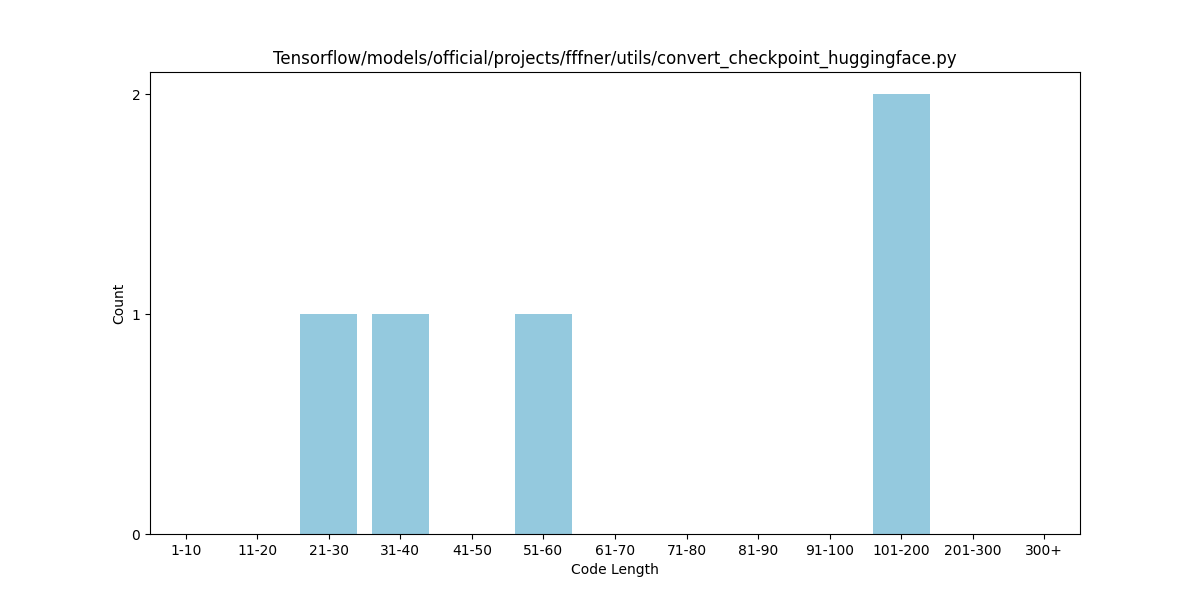 Tensorflow/models/official/projects/fffner/utils/convert_checkpoint_huggingface.py
2
1
0
Count
1-10 11-20 21-30 31-40 41-50 51-60 61-70 71-80 81-90 91-100 101-200 201-300 300+
Code Length